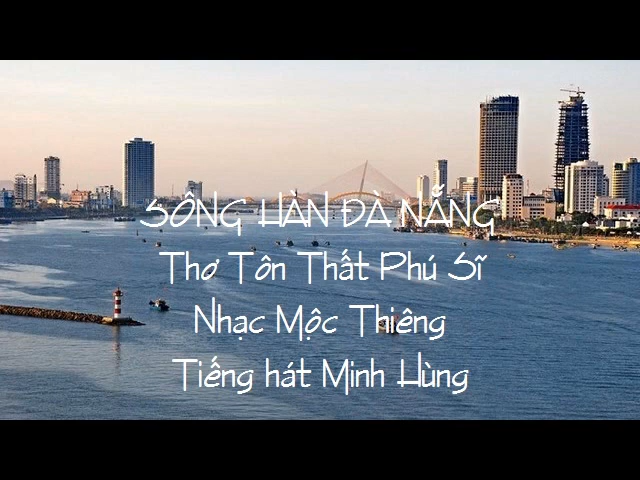 SÔNG HÀN ĐÀ NẴNG
Thơ Tôn Thất Phú Sĩ
Nhạc Mộc Thiêng
Tiếng hát Minh Hùng